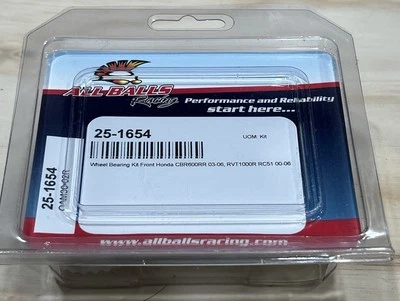 ALL BALLS
Racing
Performance and Reliability
start here...
25-1654
UOM: Kit
Wheel Bearing Kit Front Honda CBR600RR 03-06, RVT1000R RC51 00-06
25-1654
www.allballsracing.com